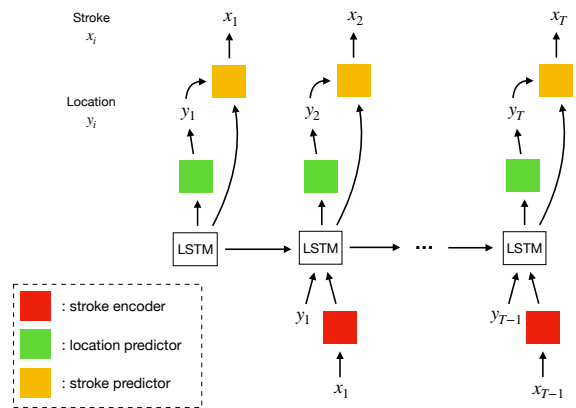 Stroke
x_i
x_1
x_2
x_T
Location
y_i
y_1
y_2
y_T
LSTM
LSTM
...
LSTM
y_1
y_{T-1}
x_1
x_{T-1}
: stroke encoder
: location predictor
: stroke predictor